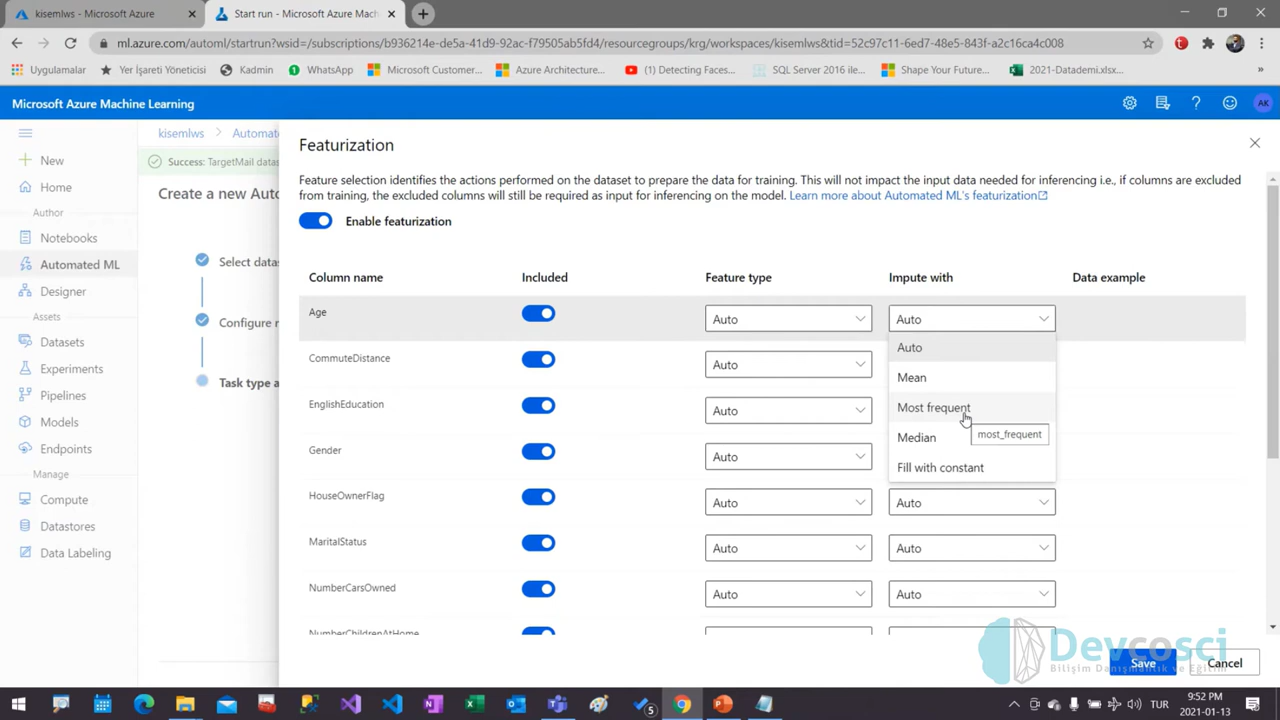 kisemlws - Microsoft Azure
Start run - Microsoft Azure Mach
ml.azure.com/automl/startrun?wsid=/subscriptions/b936214e-de5a-41d9-92ac-f79505ab5fd4/resourcegroups/krg/workspaces/kisemlws&tid=52c97c11-6ed7-48e5-843f-a2c16ca4c008
Uygulamalar
Yer İşareti Yöneticisi
Kadmin
WhatsApp
Microsoft Customer...
Azure Architecture...
(1) Detecting Faces...
SQL Server 2016 ile...
Shape Your Future...
2021-Datademi.xlsx...
Microsoft Azure Machine Learning
AK
New
Home
Author
Notebooks
Automated ML
Designer
Assets
Datasets
Experiments
Pipelines
Models
Endpoints
Manage
Compute
Datastores
Data Labeling
kisemlws > Automate
Success: TargetMail datas
Create a new Auto
Select datas
Configure r
Task type a
Featurization
Feature selection identifies the actions performed on the dataset to prepare the data for training. This will not impact the input data needed for inferencing i.e., if columns are excluded
from training, the excluded columns will still be required as input for inferencing on the model. Learn more about Automated ML's featurization
Enable featurization
Column name Included Feature type Impute with Data example
Age Auto Auto
Auto
Mean
Most frequent
most_frequent
Median
Fill with constant
CommuteDistance Auto
EnglishEducation Auto
Gender Auto
HouseOwnerFlag Auto Auto
MaritalStatus Auto Auto
NumberCarsOwned Auto Auto
NumberChildrenAtHome
Save
Cancel
Devcosci
Bilişim Danışmanlık ve Eğitim
5
TUR
9:52 PM
2021-01-13